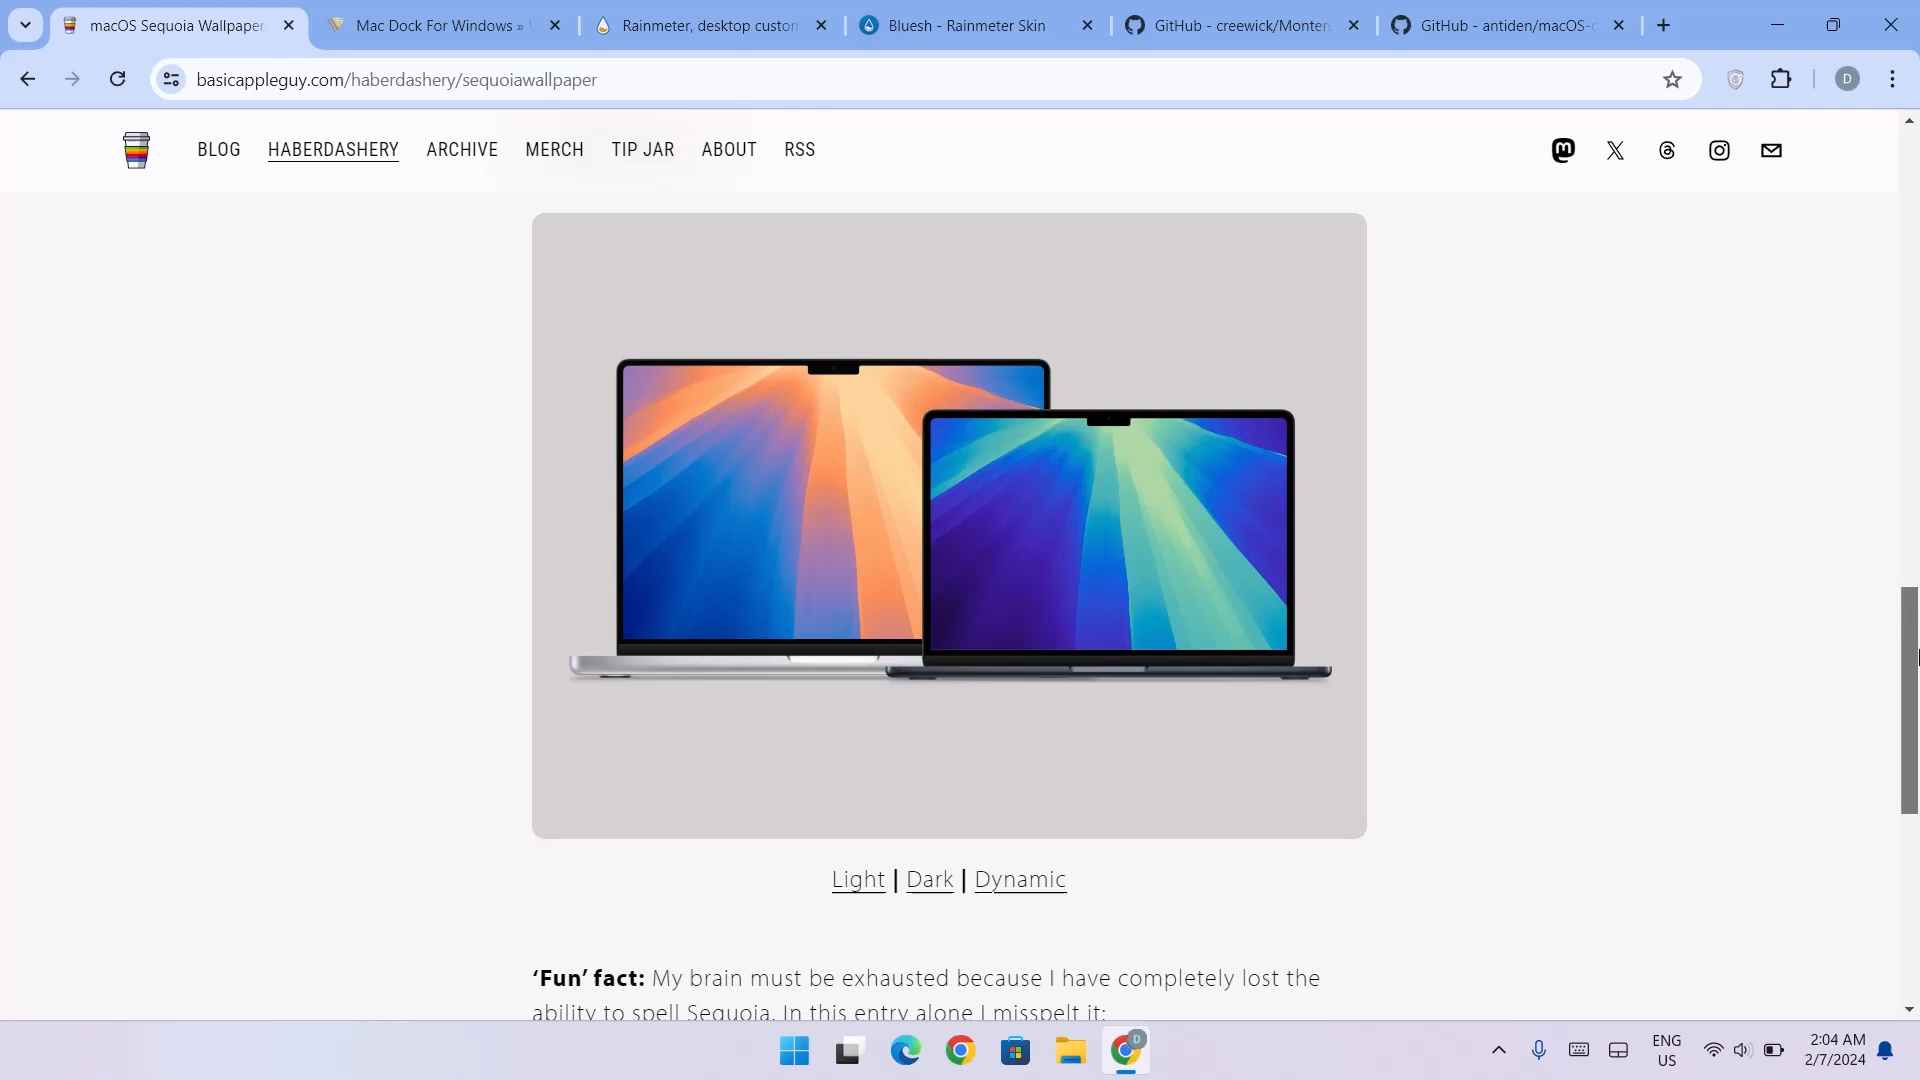 macOS Sequoia Wallpaper
Mac Dock For Windows »
Rainmeter, desktop custom
Bluesh - Rainmeter Skin
GitHub - creewick/Montere
GitHub - antiden/macOS-c
basicappleguy.com/haberdashery/sequoiawallpaper
D
BLOG HABERDASHERY ARCHIVE MERCH TIP JAR ABOUT RSS
Light | Dark | Dynamic
‘Fun’ fact: My brain must be exhausted because I have completely lost the
ability to spell Sequoia. In this entry alone I misspelt it:
D
ENG
US
2:04 AM
2/7/2024